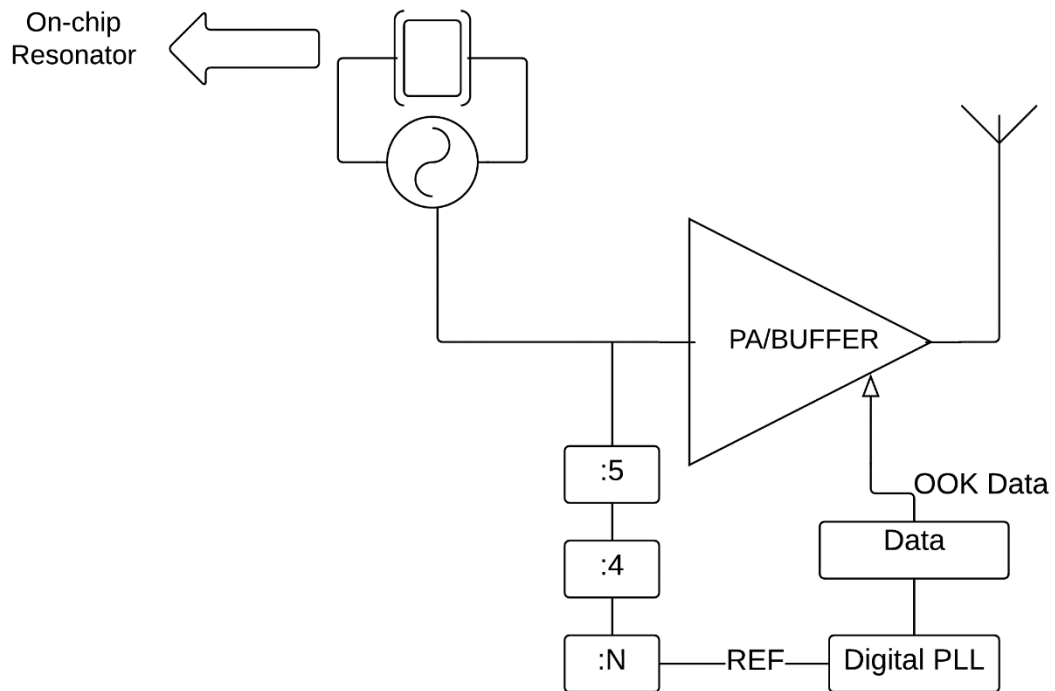 On-chip
Resonator
PA/BUFFER
:5
OOK Data
Data
:4
:N
REF
Digital PLL